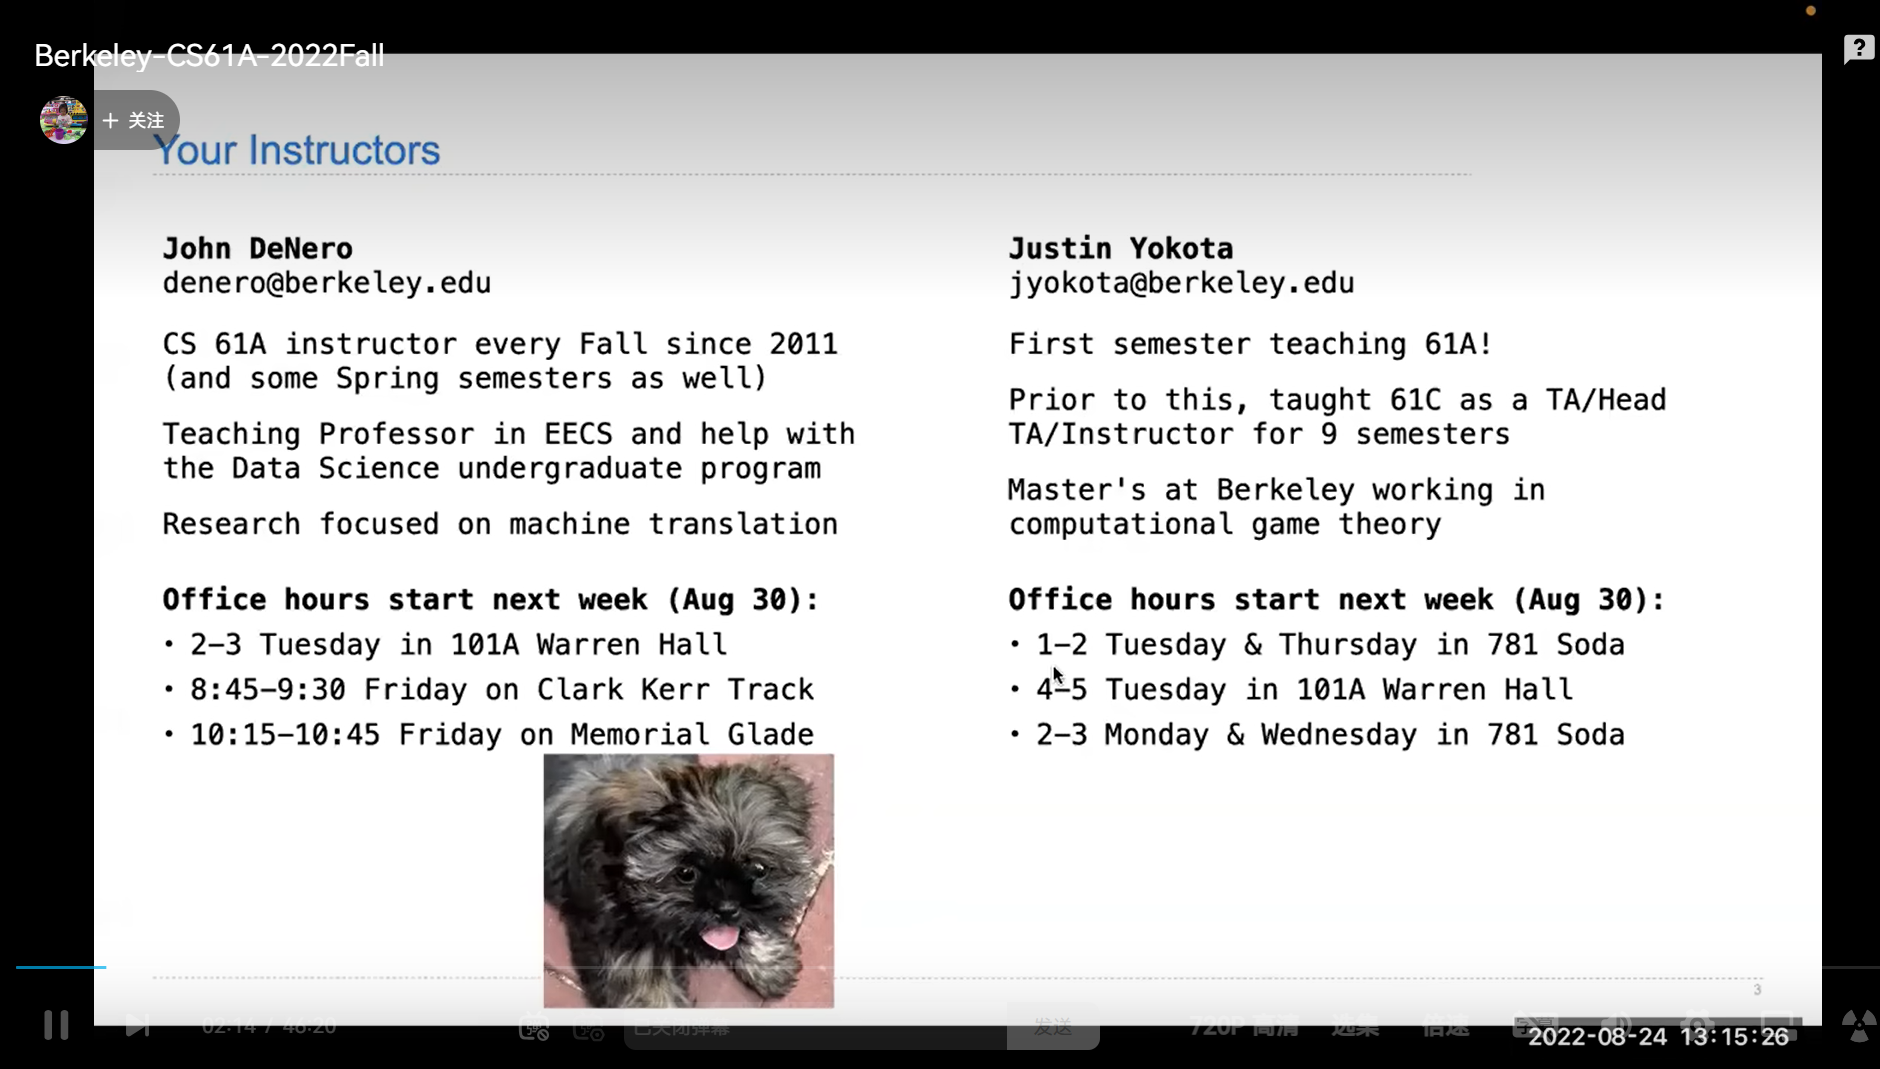 Berkeley-CS61A-2022Fall
+ 关注
Your Instructors
John DeNero
denero@berkeley.edu
CS 61A instructor every Fall since 2011
(and some Spring semesters as well)
Teaching Professor in EECS and help with
the Data Science undergraduate program
Research focused on machine translation
Office hours start next week (Aug 30):
• 2–3 Tuesday in 101A Warren Hall
• 8:45–9:30 Friday on Clark Kerr Track
• 10:15–10:45 Friday on Memorial Glade
Justin Yokota
jyokota@berkeley.edu
First semester teaching 61A!
Prior to this, taught 61C as a TA/Head
TA/Instructor for 9 semesters
Master's at Berkeley working in
computational game theory
Office hours start next week (Aug 30):
• 1–2 Tuesday & Thursday in 781 Soda
• 4–5 Tuesday in 101A Warren Hall
• 2–3 Monday & Wednesday in 781 Soda
3
02:14 / 46:20
已关闭弹幕
发送
720P 高清
选集
倍速
2022-08-24 13:15:26